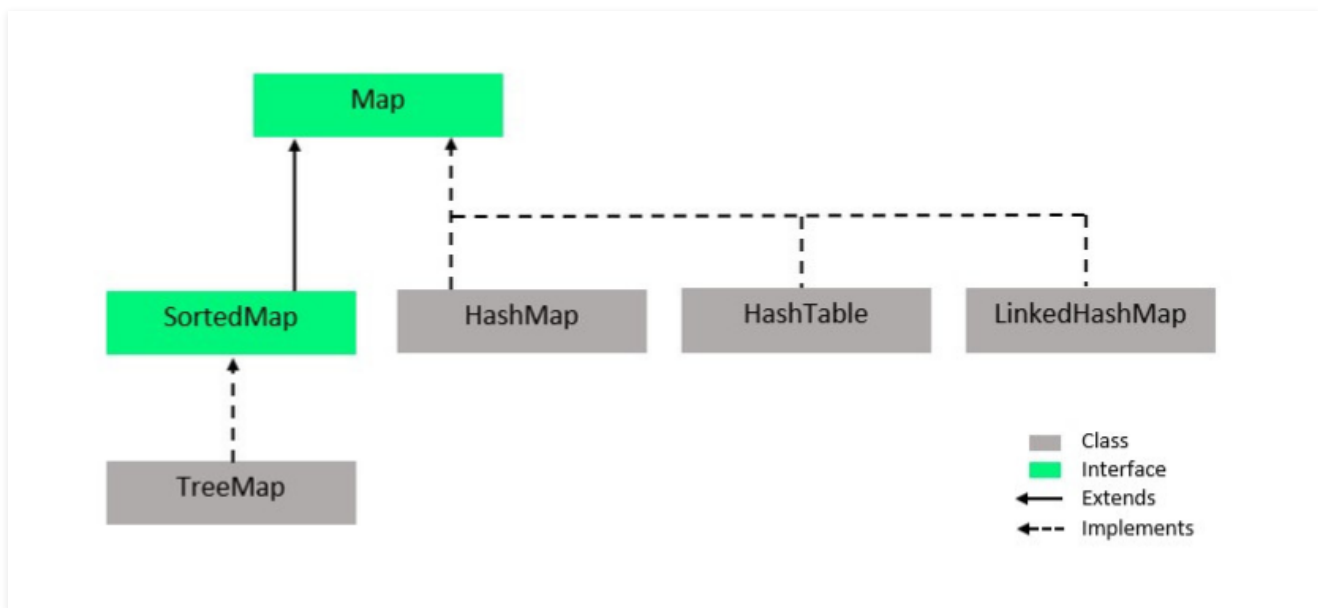 Map
SortedMap
HashMap
HashTable
LinkedHashMap
TreeMap
Class
Interface
Extends
Implements